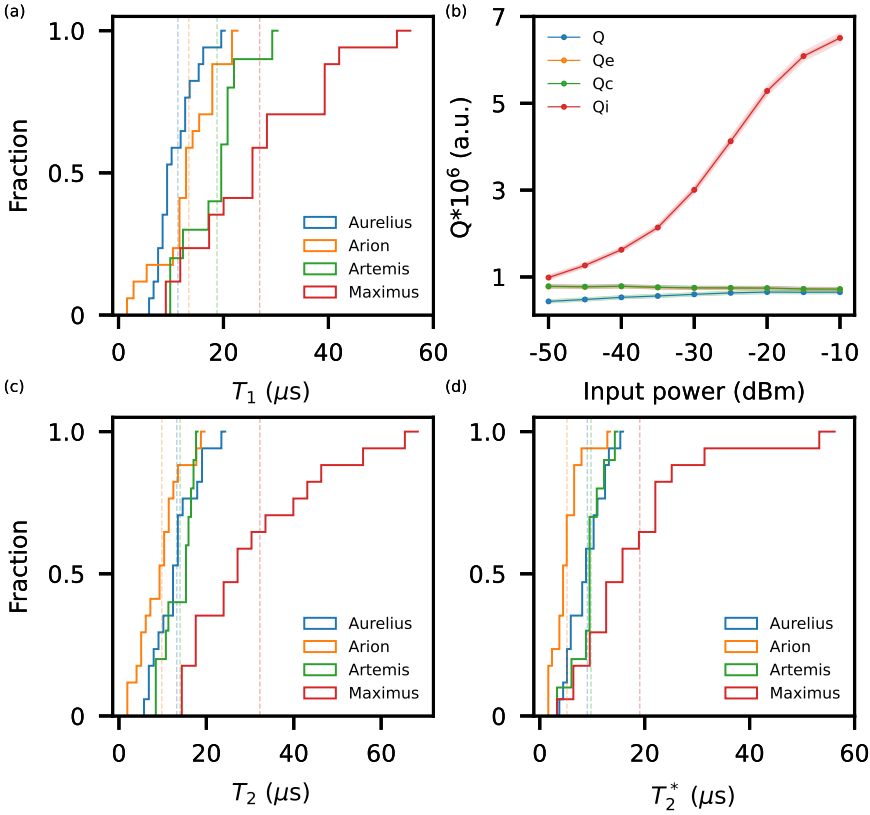 (a)
1.0
0.5
0
Fraction
0
20
40
60
T1 (μs)
Aurelius
Arion
Artemis
Maximus
(b)
7
5
3
1
Q*10^6 (a.u.)
-50
-40
-30
-20
-10
Input power (dBm)
Q
Qe
Qc
Qi
(c)
1.0
0.5
0
Fraction
0
20
40
60
T2 (μs)
Aurelius
Arion
Artemis
Maximus
(d)
1.0
0.5
0
0
20
40
60
T2* (μs)
Aurelius
Arion
Artemis
Maximus